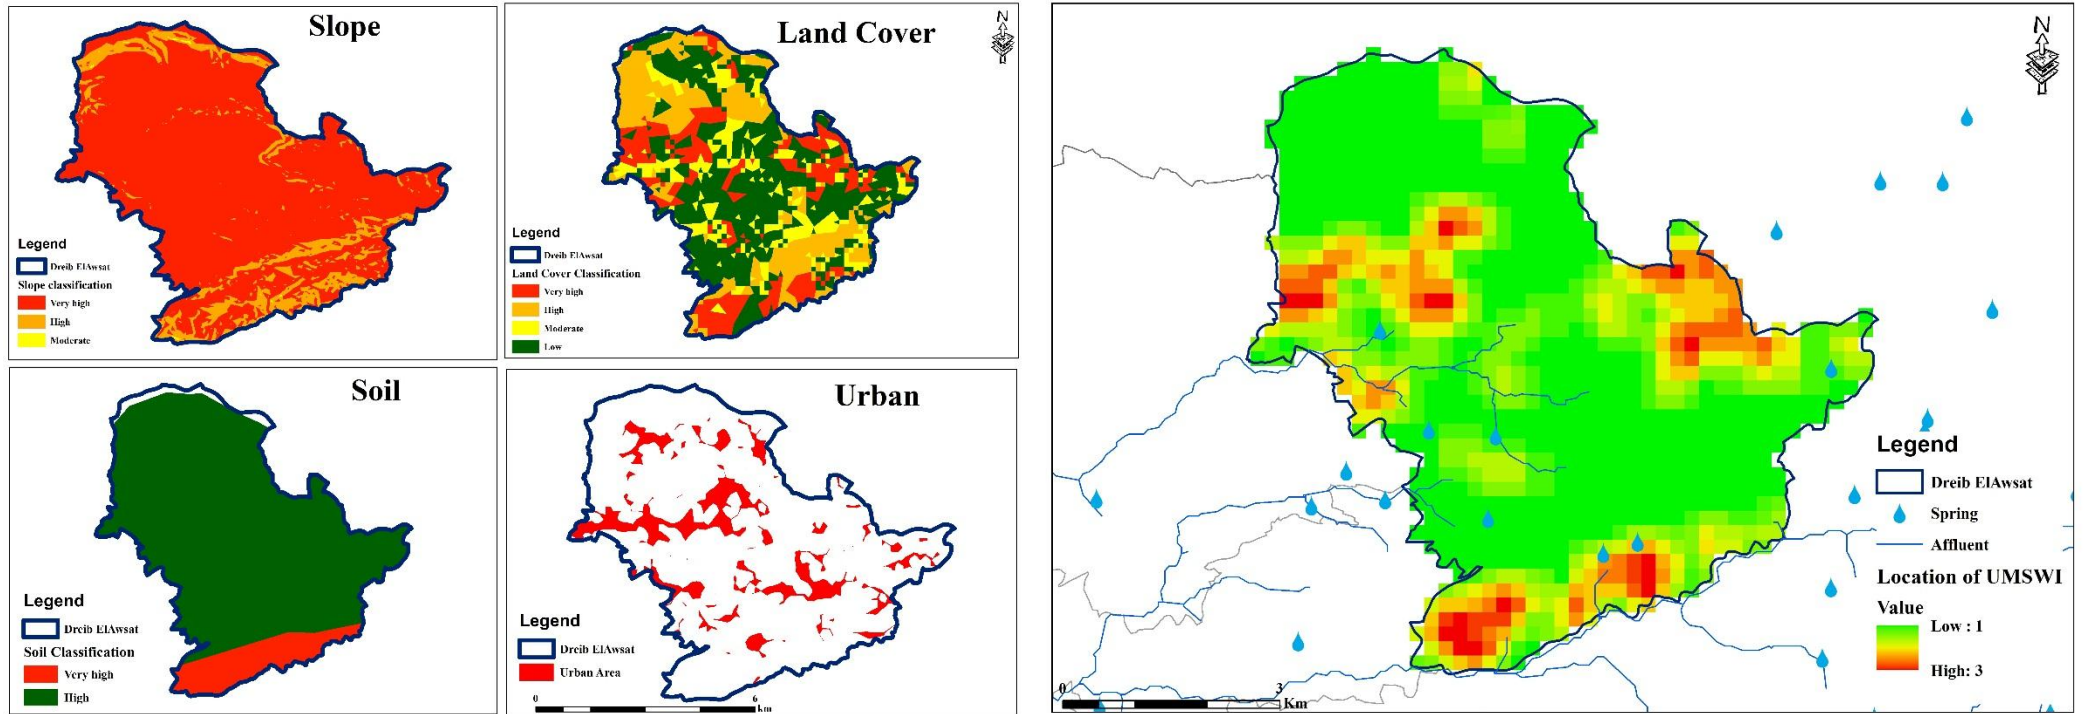 Slope
Legend
Dreib ElAwsat
Slope classification
Very high
High
Moderate
Land Cover
N
Legend
Dreib ElAwsat
Land Cover Classification
Very high
High
Moderate
Low
Soil
Legend
Dreib ElAwsat
Soil Classification
Very high
High
Urban
Legend
Dreib ElAwsat
Urban Area
0 6
km
N
Legend
Dreib ElAwsat
Spring
Affluent
Location of UMSWI
Value
Low : 1
High: 3
0 3
Km